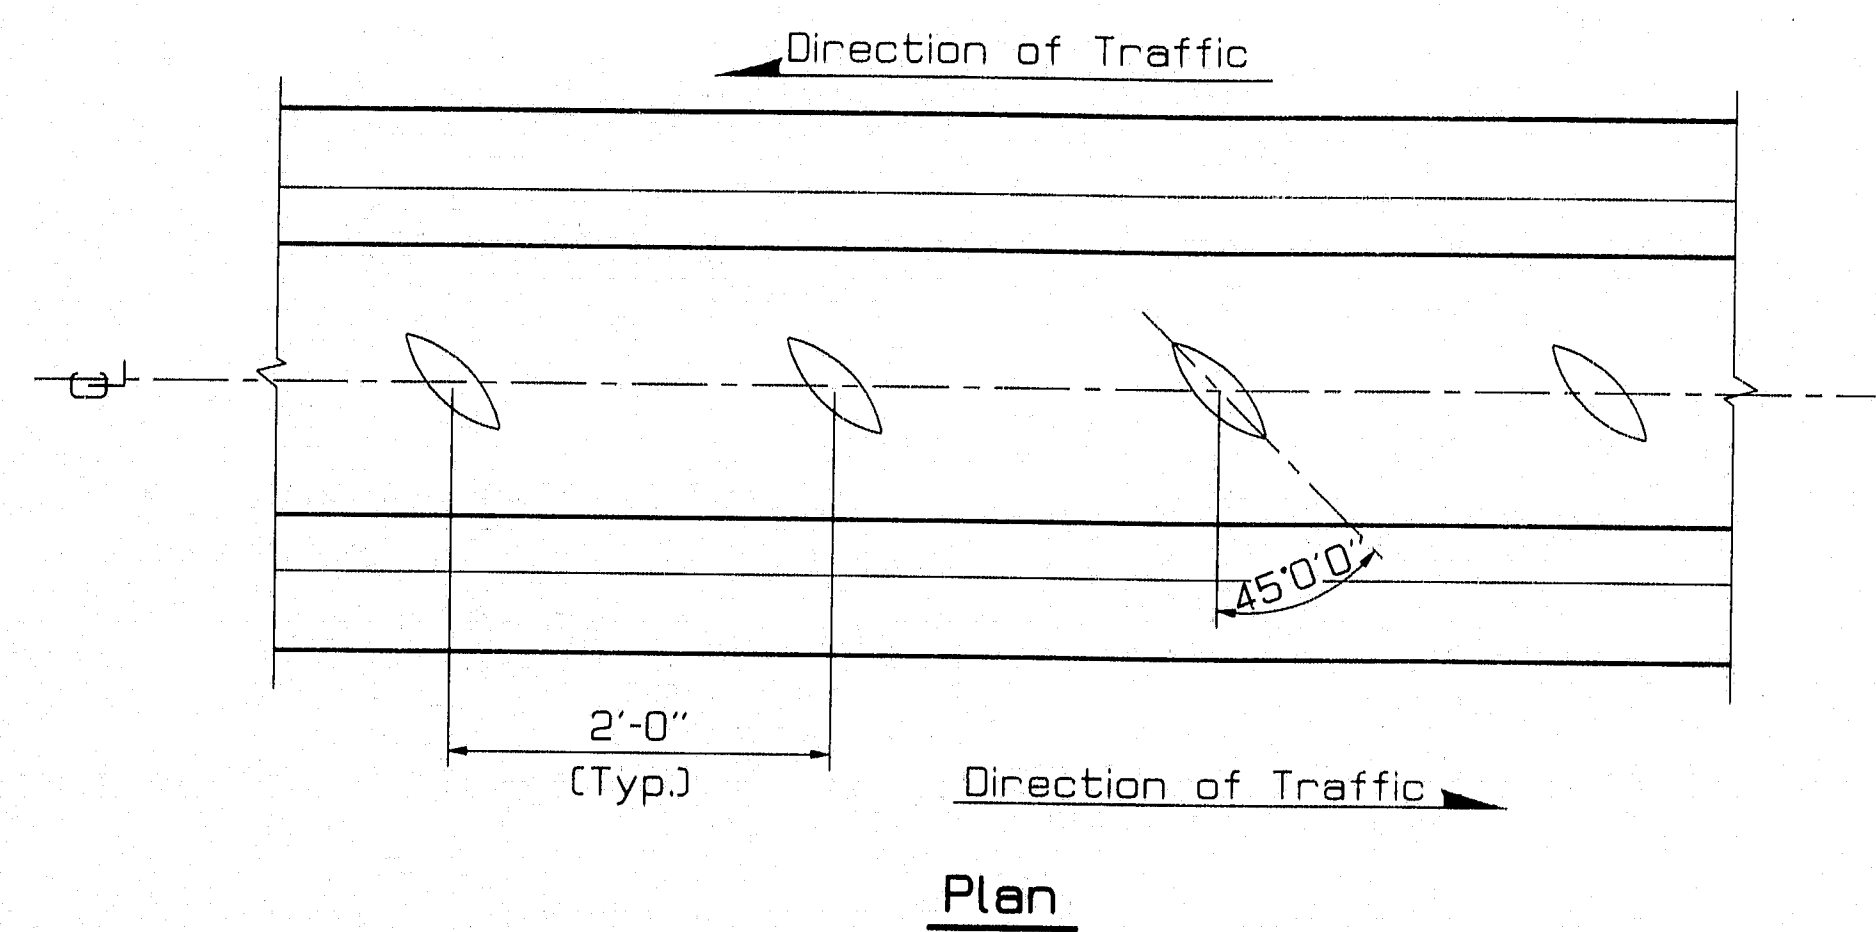 Direction of Traffic
℄
45°0'0"
2'-0"
(Typ.)
Direction of Traffic
Plan